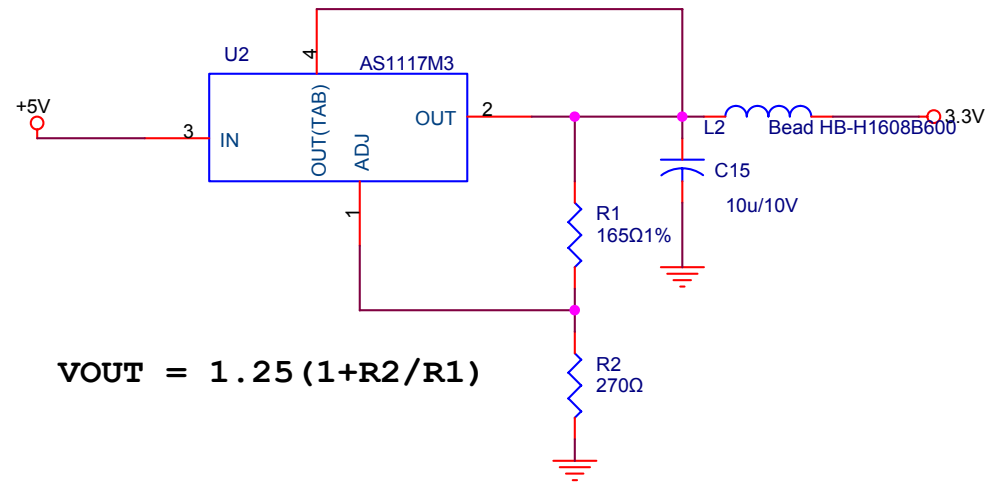 U2
4
AS1117M3
+5V
3
IN
OUT(TAB)
ADJ
OUT
2
1
L2
Bead HB-H1608B600
3.3V
C15
10u/10V
R1
165Ω1%
R2
270Ω
VOUT = 1.25(1+R2/R1)